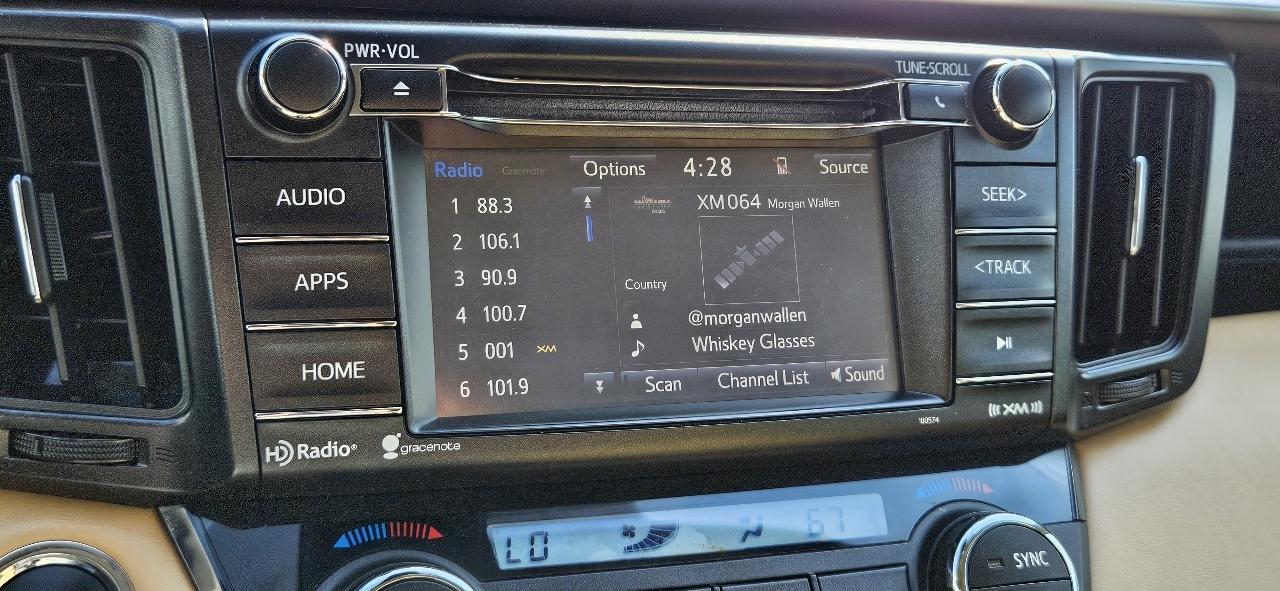 PWR·VOL
TUNE·SCROLL
AUDIO
APPS
HOME
Radio
Gracenote
Options
4:28
Source
1 88.3
2 106.1
3 90.9
4 100.7
5 001 XM
6 101.9
XM064 Morgan Wallen
Country
@morganwallen
Whiskey Glasses
Scan
Channel List
Sound
SEEK>
<TRACK
HD Radio®
gracenote
100574
((XM))
LO
67
SYNC